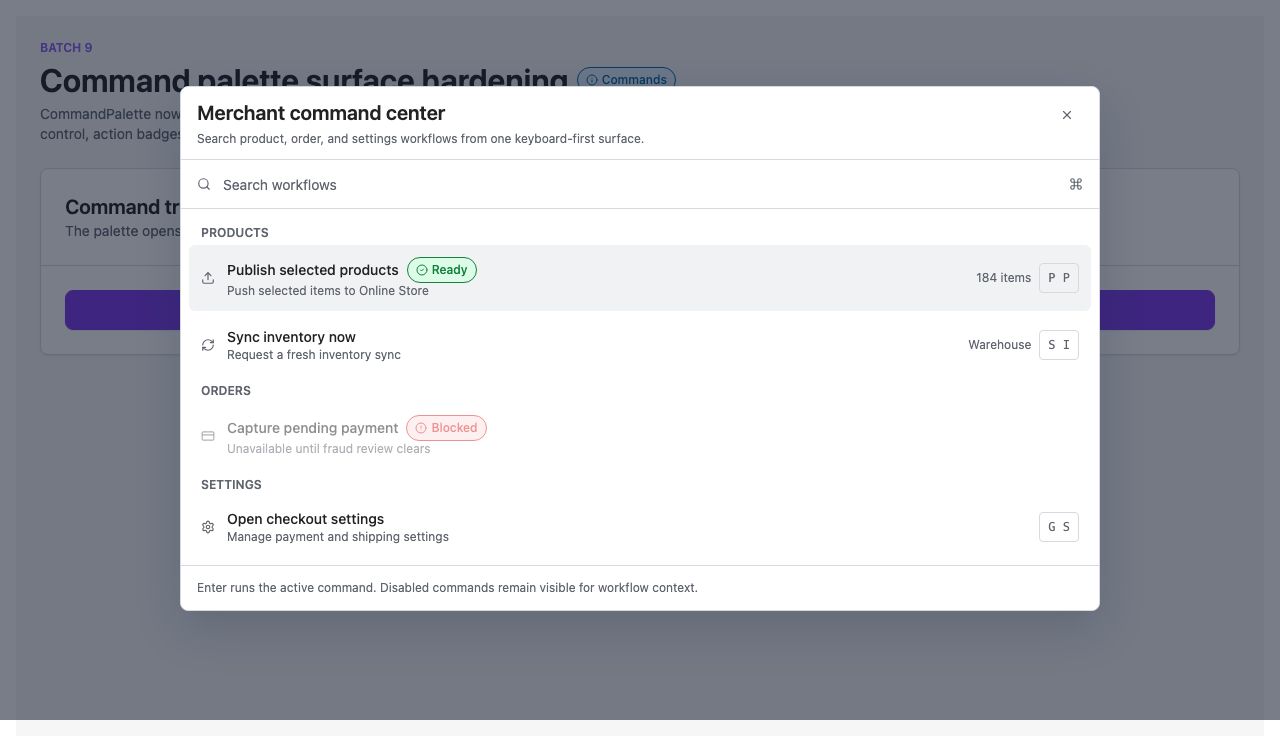 BATCH 9
Command palette surface hardening Commands
CommandPalette now
control, action badges
Command tr
The palette opens
Merchant command center
Search product, order, and settings workflows from one keyboard-first surface.
Search workflows ⌘
PRODUCTS
Publish selected products Ready 184 items P P
Push selected items to Online Store
Sync inventory now Warehouse S I
Request a fresh inventory sync
ORDERS
Capture pending payment Blocked
Unavailable until fraud review clears
SETTINGS
Open checkout settings G S
Manage payment and shipping settings
Enter runs the active command. Disabled commands remain visible for workflow context.